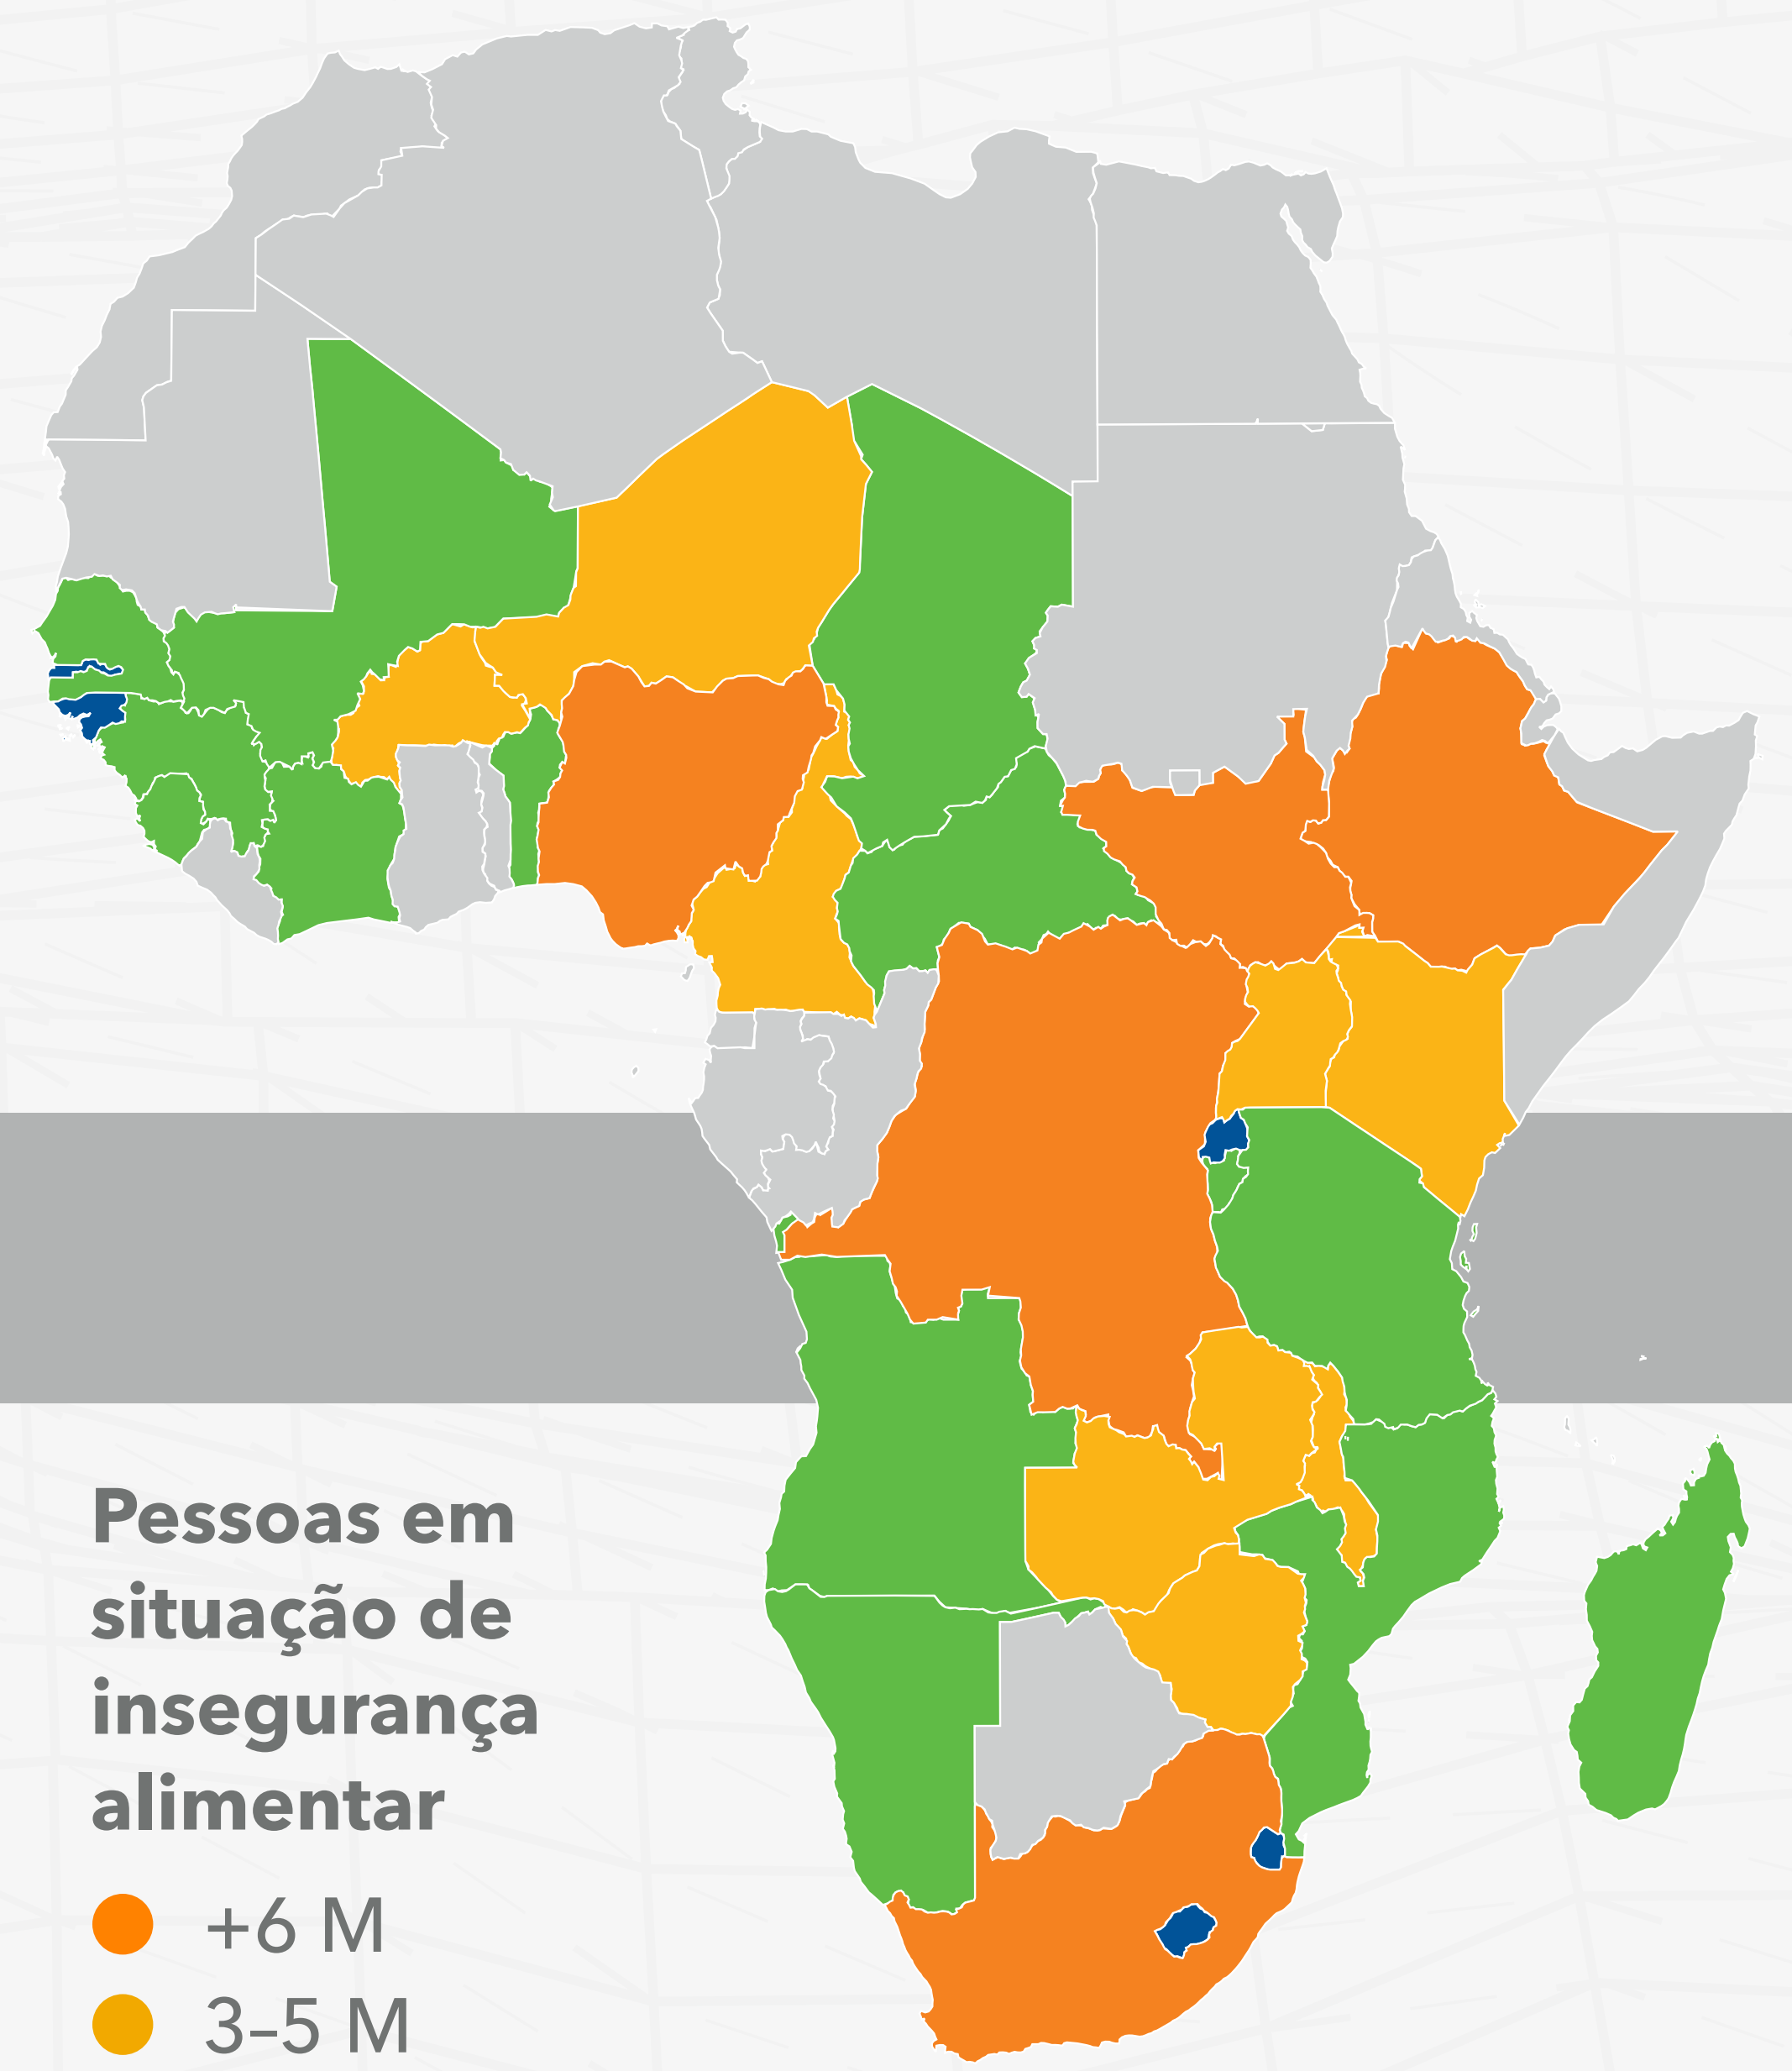 Pessoas em
situação de
insegurança
alimentar
+6 M
3–5 M